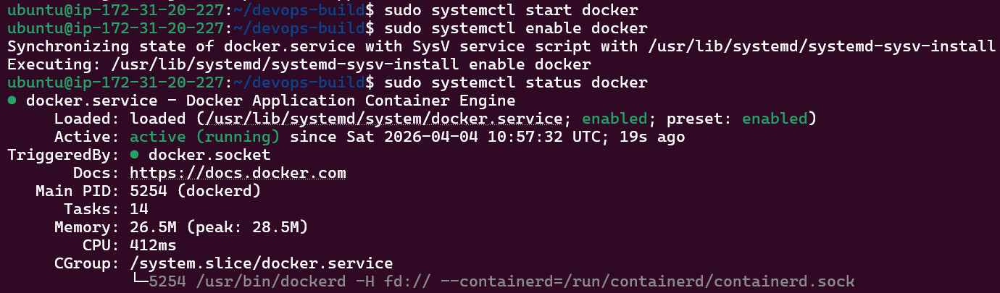 ubuntu@ip-172-31-20-227:~/devops-build$ sudo systemctl start docker
ubuntu@ip-172-31-20-227:~/devops-build$ sudo systemctl enable docker
Synchronizing state of docker.service with SysV service script with /usr/lib/systemd/systemd-sysv-install
Executing: /usr/lib/systemd/systemd-sysv-install enable docker
ubuntu@ip-172-31-20-227:~/devops-build$ sudo systemctl status docker
● docker.service - Docker Application Container Engine
     Loaded: loaded (/usr/lib/systemd/system/docker.service; enabled; preset: enabled)
     Active: active (running) since Sat 2026-04-04 10:57:32 UTC; 19s ago
TriggeredBy: ● docker.socket
       Docs: https://docs.docker.com
   Main PID: 5254 (dockerd)
      Tasks: 14
     Memory: 26.5M (peak: 28.5M)
        CPU: 412ms
     CGroup: /system.slice/docker.service
             └─5254 /usr/bin/dockerd -H fd:// --containerd=/run/containerd/containerd.sock